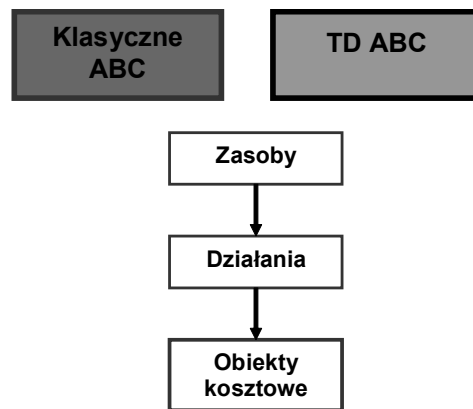 Klasyczne
ABC
TD ABC
Zasoby
Działania
Obiekty
kosztowe